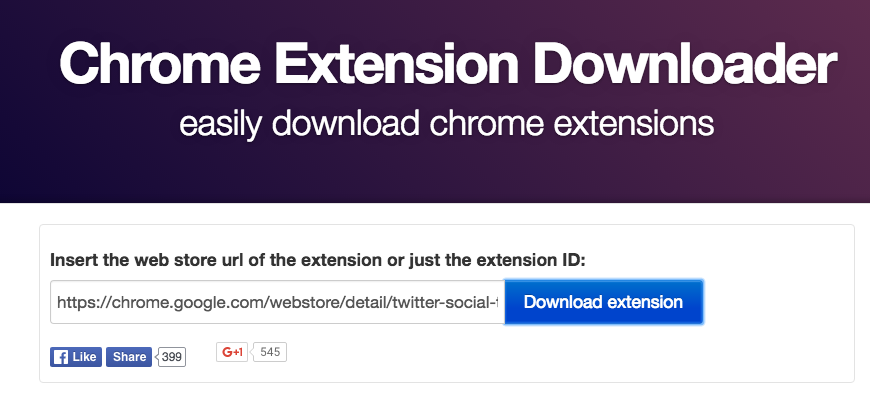 Chrome Extension Downloader
easily download chrome extensions
Insert the web store url of the extension or just the extension ID:
https://chrome.google.com/webstore/detail/twitter-social-
Download extension
Like Share 399 G+1 545